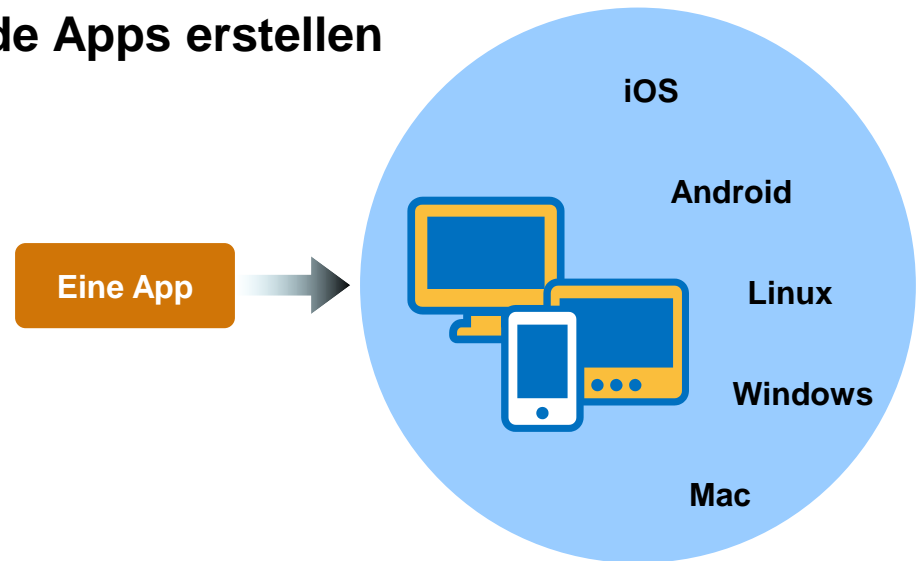 de Apps erstellen
iOS
Android
Eine App
Linux
Windows
Mac